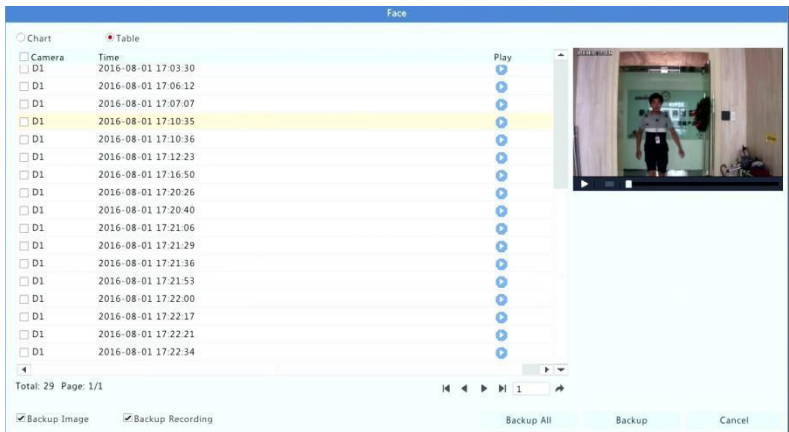 Face
Chart Table
Camera Time Play
D1 2016-08-01 17:03:30
D1 2016-08-01 17:06:12
D1 2016-08-01 17:07:07
D1 2016-08-01 17:10:35
D1 2016-08-01 17:10:36
D1 2016-08-01 17:12:23
D1 2016-08-01 17:16:50
D1 2016-08-01 17:20:26
D1 2016-08-01 17:20:40
D1 2016-08-01 17:21:06
D1 2016-08-01 17:21:29
D1 2016-08-01 17:21:36
D1 2016-08-01 17:21:53
D1 2016-08-01 17:22:00
D1 2016-08-01 17:22:17
D1 2016-08-01 17:22:21
D1 2016-08-01 17:22:34
Total: 29 Page: 1/1 1
Backup Image Backup Recording Backup All Backup Cancel